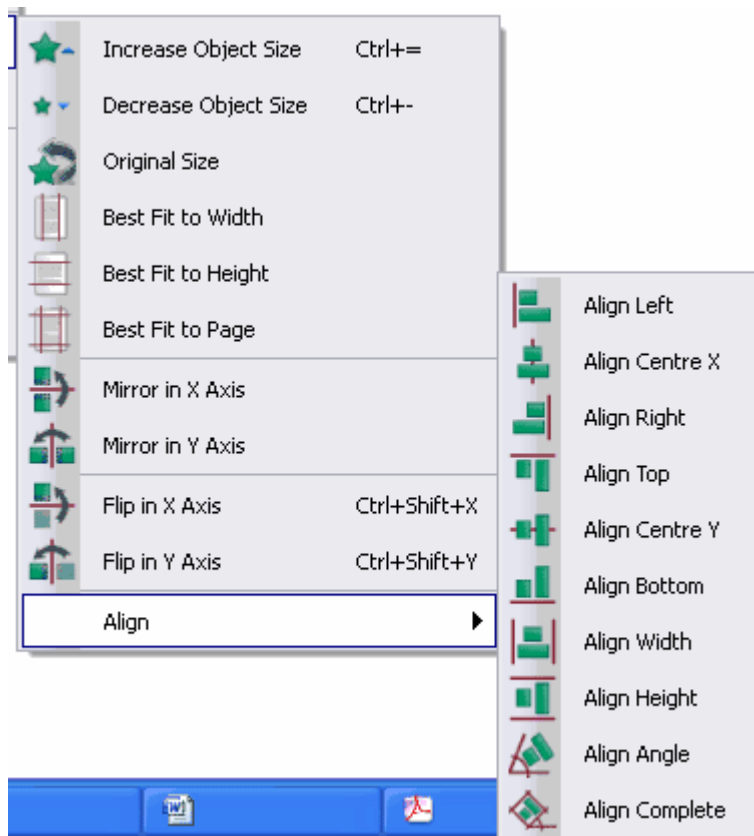 Increase Object Size Ctrl+=
Decrease Object Size Ctrl+-
Original Size
Best Fit to Width
Best Fit to Height
Best Fit to Page
Mirror in X Axis
Mirror in Y Axis
Flip in X Axis Ctrl+Shift+X
Flip in Y Axis Ctrl+Shift+Y
Align
Align Left
Align Centre X
Align Right
Align Top
Align Centre Y
Align Bottom
Align Width
Align Height
Align Angle
Align Complete